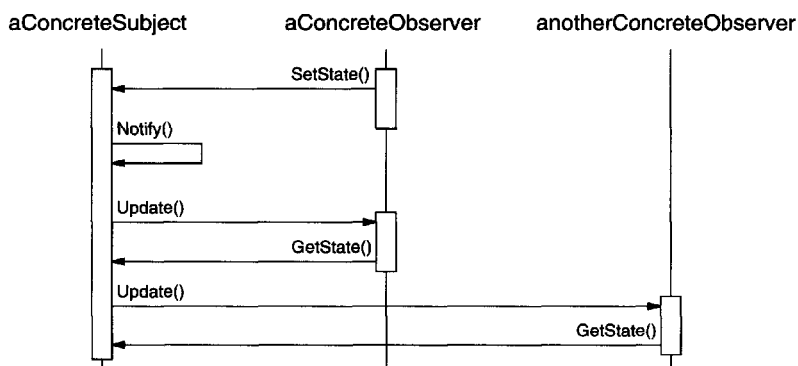 aConcreteSubject
aConcreteObserver
anotherConcreteObserver
SetState()
Notify()
Update()
GetState()
Update()
GetState()